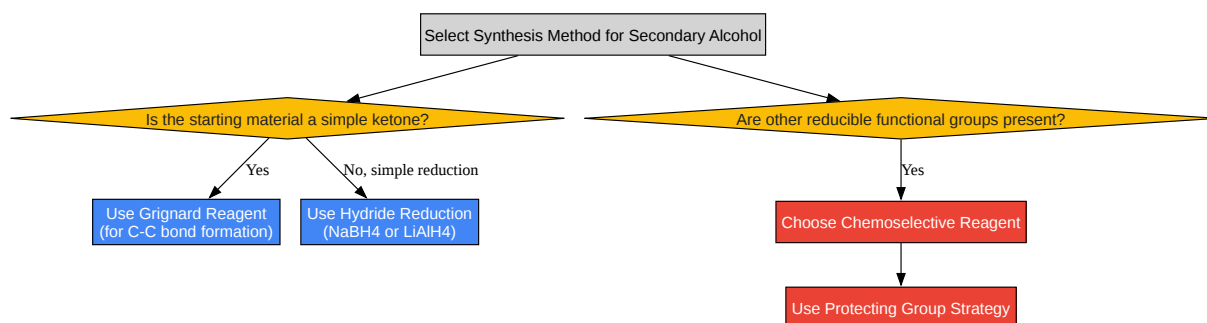 Select Synthesis Method for Secondary Alcohol
Is the starting material a simple ketone?
Are other reducible functional groups present?
Yes
No, simple reduction
Yes
Use Grignard Reagent
(for C-C bond formation)
Use Hydride Reduction
(NaBH4 or LiAlH4)
Choose Chemoselective Reagent
Use Protecting Group Strategy